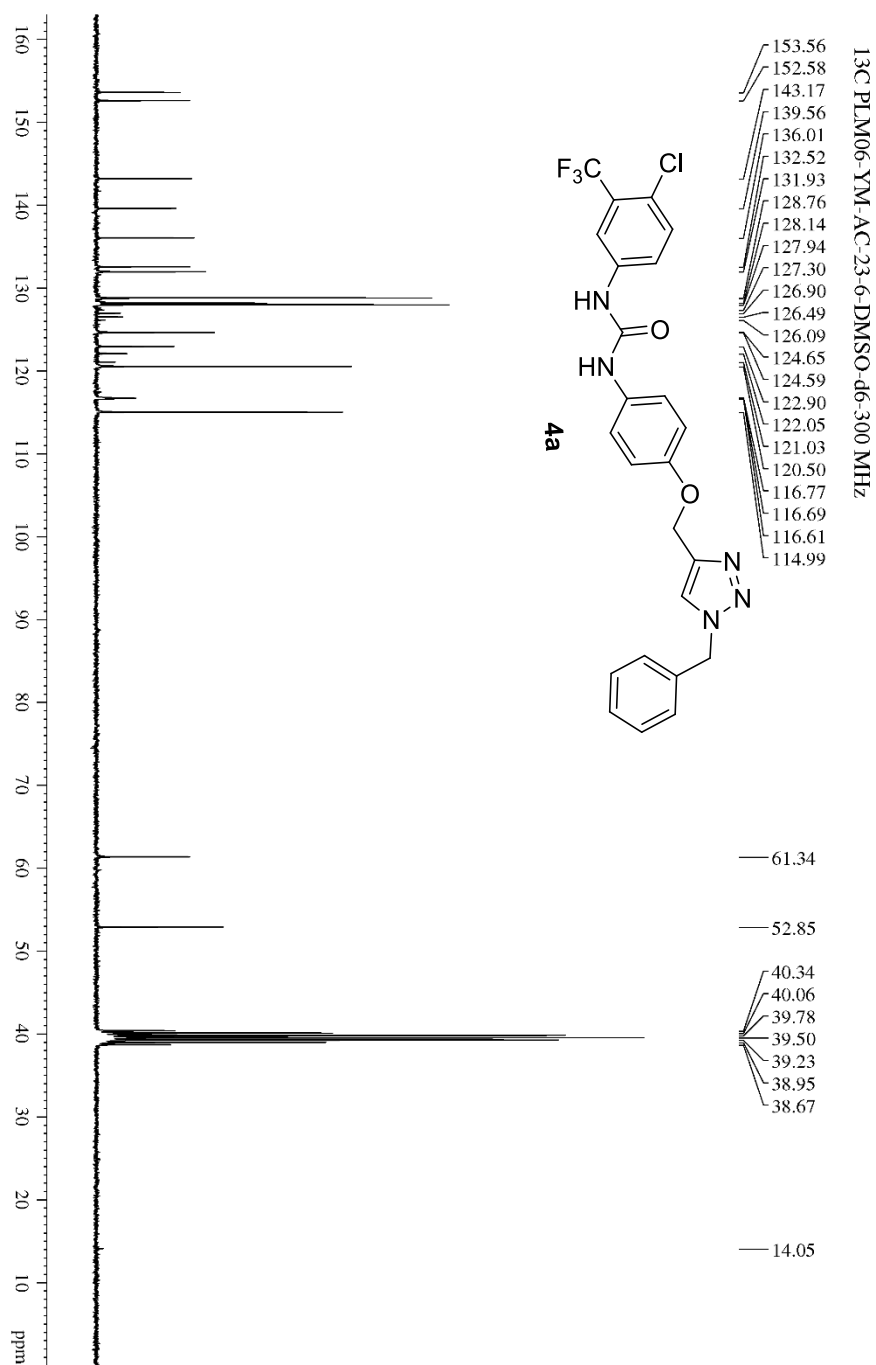 13C PLM06-YM-AC-23-6-DMSO-d6-300 MHz
153.56
152.58
143.17
139.56
136.01
132.52
131.93
128.76
128.14
127.94
127.30
126.90
126.49
126.09
124.65
124.59
122.90
122.05
121.03
120.50
116.77
116.69
116.61
114.99
61.34
52.85
40.34
40.06
39.78
39.50
39.23
38.95
38.67
14.05
Cl
F3C
HN
O
HN
O
N
N
N
4a
160 150 140 130 120 110 100 90 80 70 60 50 40 30 20 10 ppm